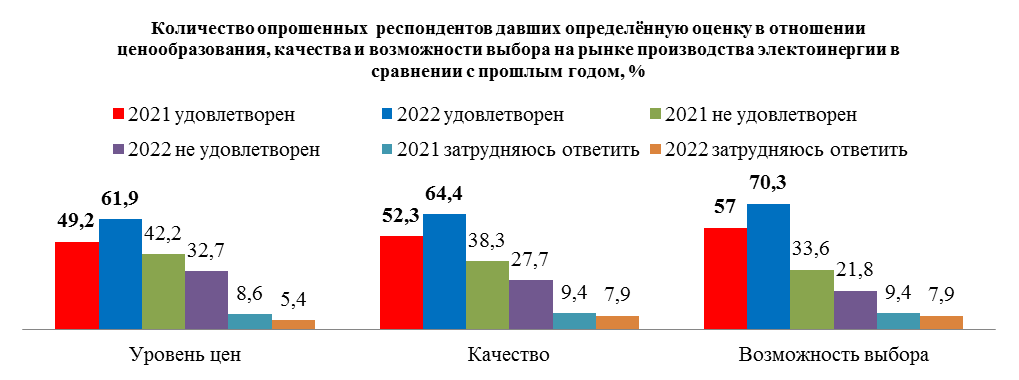 Количество опрошенных респондентов давших определённую оценку в отношении
ценообразования, качества и возможности выбора на рынке производства электоинергии в
сравнении с прошлым годом, %
2021 удовлетворен 2022 удовлетворен 2021 не удовлетворен
2022 не удовлетворен 2021 затрудняюсь ответить 2022 затрудняюсь ответить
49,2 61,9 42,2 32,7 8,6 5,4
52,3 64,4 38,3 27,7 9,4 7,9
57 70,3 33,6 21,8 9,4 7,9
Уровень цен Качество Возможность выбора